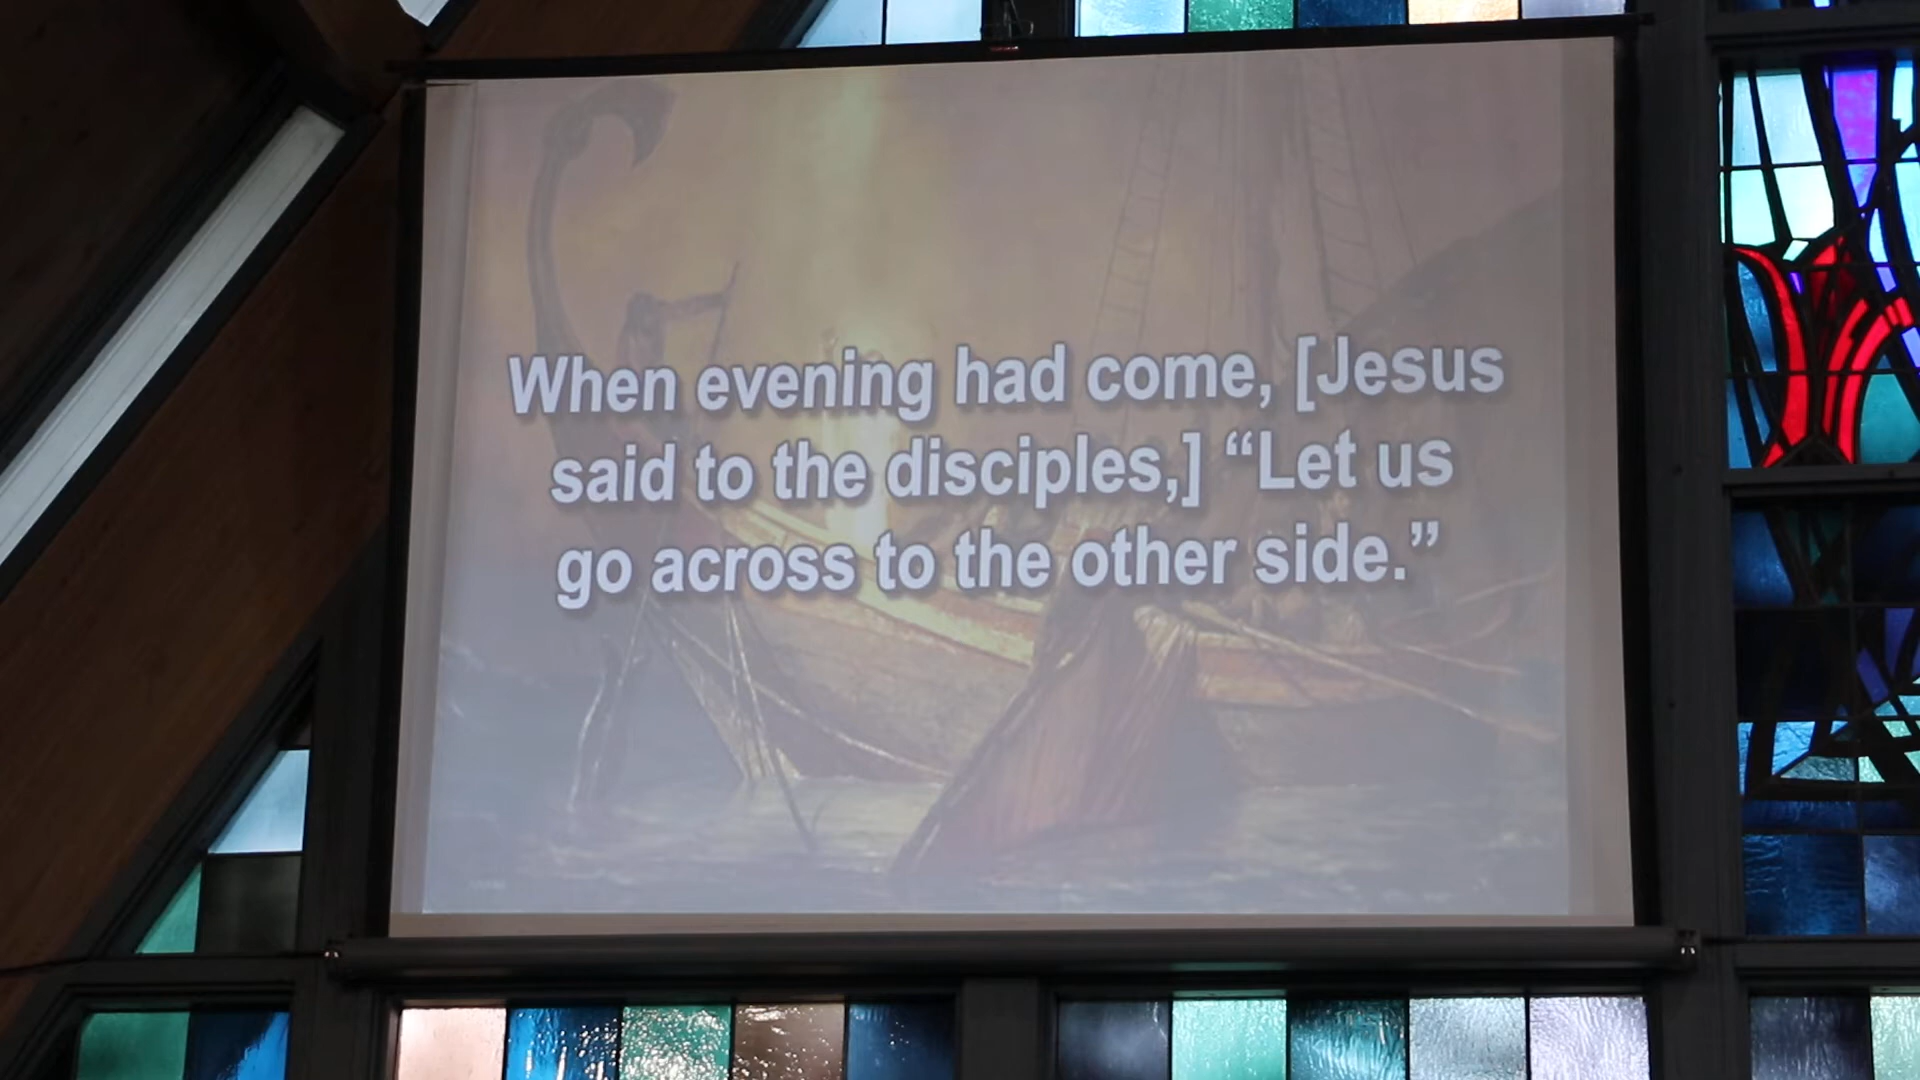 When evening had come, [Jesus
said to the disciples,] “Let us
go across to the other side.”